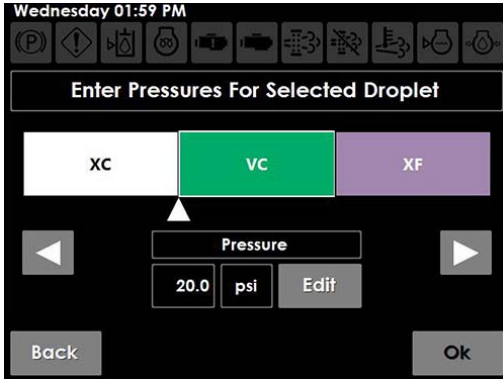 Wednesday 01:59 PM
(P)
Enter Pressures For Selected Droplet
XC VC XF
Pressure
20.0 psi Edit
Back Ok